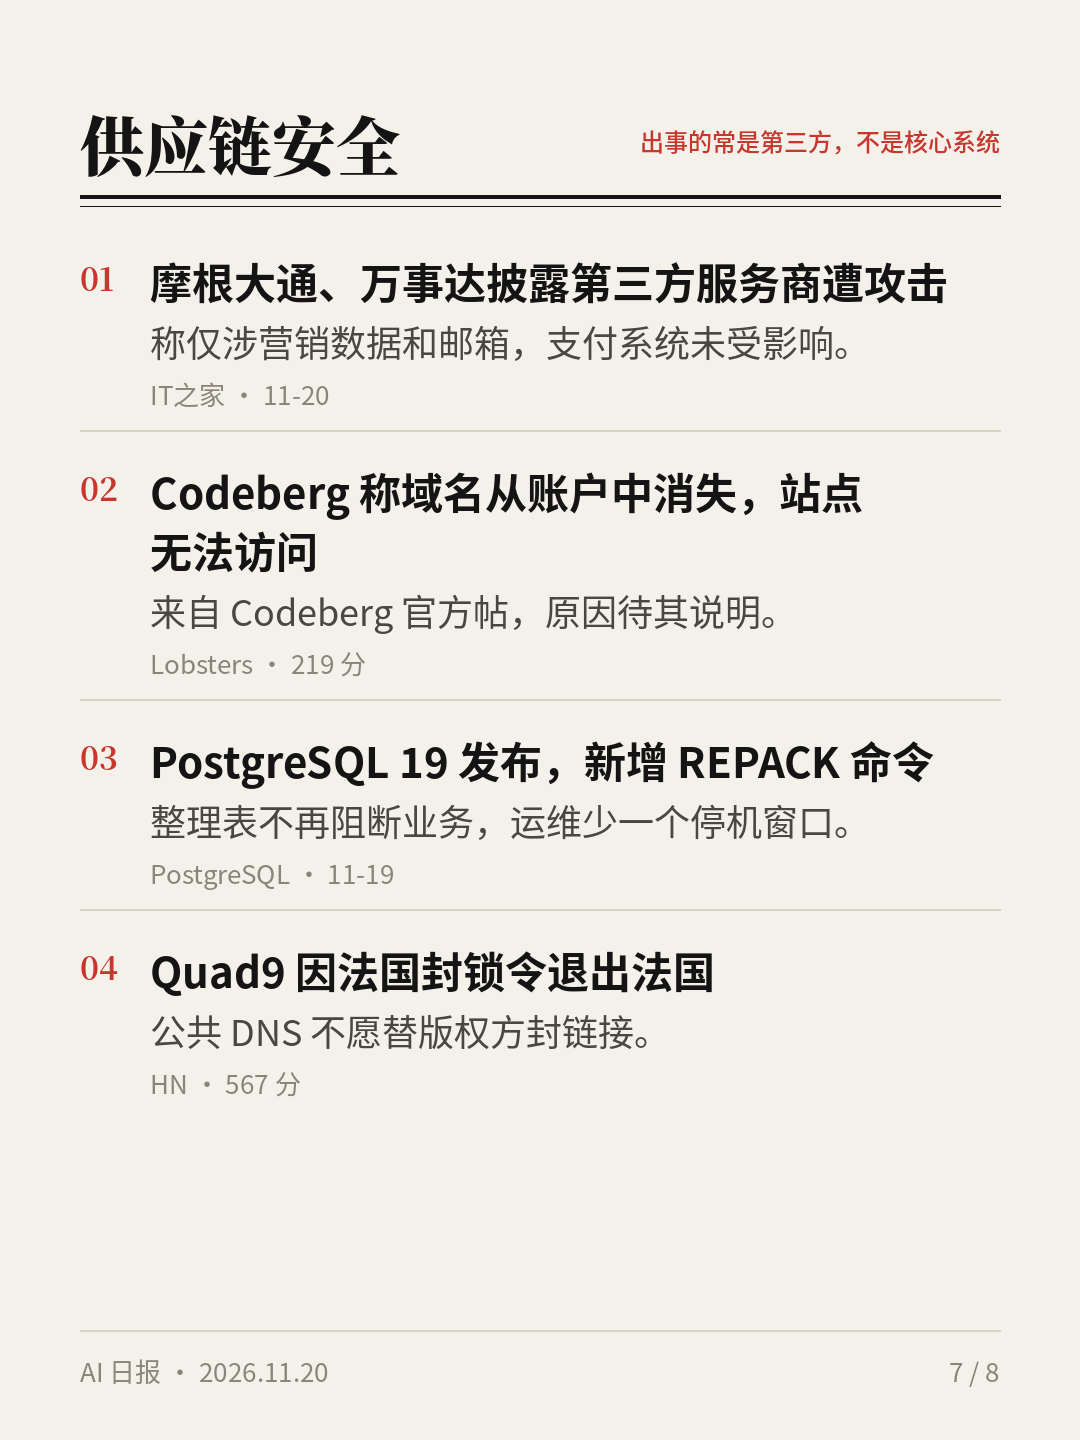 供应链安全
出事的常是第三方，不是核心系统
01
摩根大通、万事达披露第三方服务商遭攻击
称仅涉营销数据和邮箱，支付系统未受影响。
IT之家 · 11-20
02
Codeberg 称域名从账户中消失，站点
无法访问
来自 Codeberg 官方帖，原因待其说明。
Lobsters · 219 分
03
PostgreSQL 19 发布，新增 REPACK 命令
整理表不再阻断业务，运维少一个停机窗口。
PostgreSQL · 11-19
04
Quad9 因法国封锁令退出法国
公共 DNS 不愿替版权方封链接。
HN · 567 分
AI 日报 · 2026.11.20
7 / 8